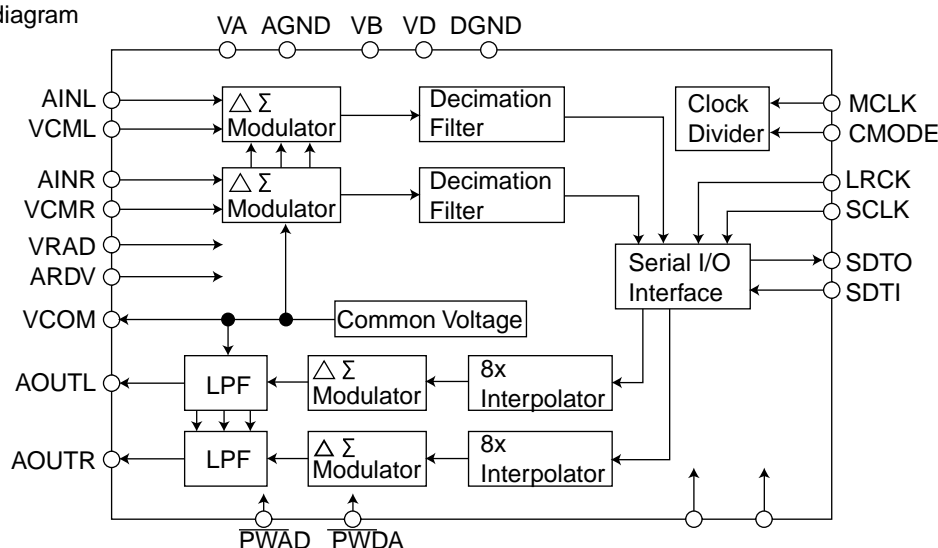 diagram
VA AGND VB VD DGND
AINL
VCML
AINR
VCMR
VRAD
ARDV
VCOM
AOUTL
AOUTR
△ Σ
Modulator
△ Σ
Modulator
Decimation
Filter
Decimation
Filter
Clock
Divider
MCLK
CMODE
LRCK
SCLK
SDTO
SDTI
Serial I/O
Interface
Common Voltage
LPF
△ Σ
Modulator
8x
Interpolator
LPF
△ Σ
Modulator
8x
Interpolator
PWAD PWDA